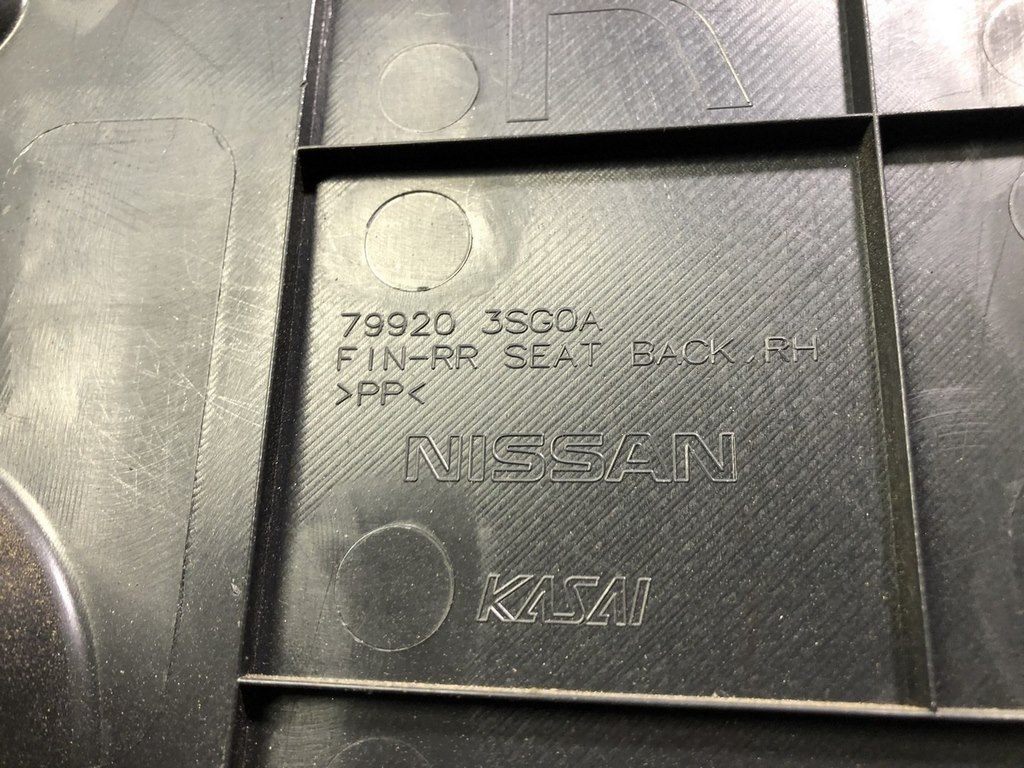 79920 3SG0A
FIN-RR SEAT BACK,RH
>PP<
NISSAN
KASAI